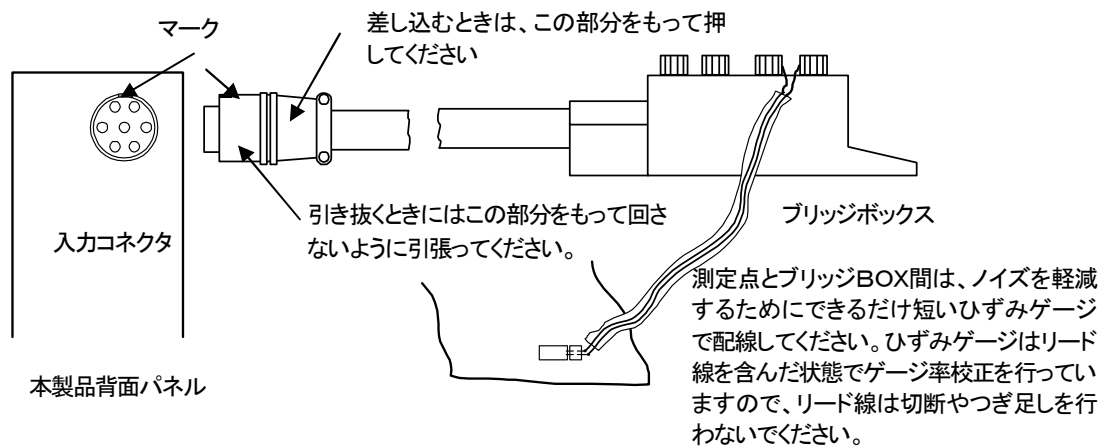 マーク
差し込むときは、この部分をもって押
してください
引き抜くときにはこの部分をもって回さ
ないように引張ってください。
入力コネクタ
ブリッジボックス
測定点とブリッジBOX間は、ノイズを軽減
するためにできるだけ短いひずみゲージ
で配線してください。ひずみゲージはリード
線を含んだ状態でゲージ率校正を行ってい
ますので、リード線は切断やつぎ足しを行
わないでください。
本製品背面パネル